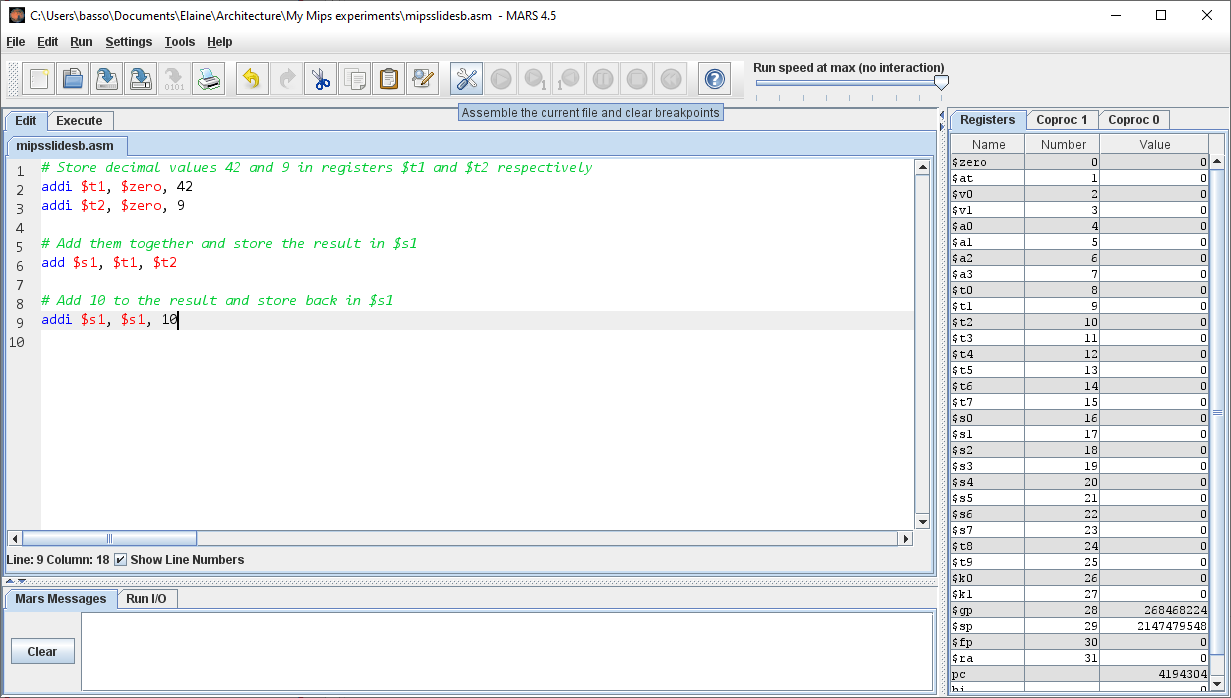 C:\Users\basso\Documents\Elaine\Architecture\My Mips experiments\mipsslidesb.asm - MARS 4.5
File Edit Run Settings Tools Help
Run speed at max (no interaction)
0101
1
1
?
Assemble the current file and clear breakpoints
Edit Execute
mipsslidesb.asm
1 # Store decimal values 42 and 9 in registers $t1 and $t2 respectively
2 addi $t1, $zero, 42
3 addi $t2, $zero, 9
4
5 # Add them together and store the result in $s1
6 add $s1, $t1, $t2
7
8 # Add 10 to the result and store back in $s1
9 addi $s1, $s1, 10
10
Line: 9 Column: 18 Show Line Numbers
Mars Messages Run I/O
Clear
Registers Coproc 1 Coproc 0
Name Number Value
$zero 0 0
$at 1 0
$v0 2 0
$v1 3 0
$a0 4 0
$a1 5 0
$a2 6 0
$a3 7 0
$t0 8 0
$t1 9 0
$t2 10 0
$t3 11 0
$t4 12 0
$t5 13 0
$t6 14 0
$t7 15 0
$s0 16 0
$s1 17 0
$s2 18 0
$s3 19 0
$s4 20 0
$s5 21 0
$s6 22 0
$s7 23 0
$t8 24 0
$t9 25 0
$k0 26 0
$k1 27 0
$gp 28 268468224
$sp 29 2147479548
$fp 30 0
$ra 31 0
pc 4194304
hi 0